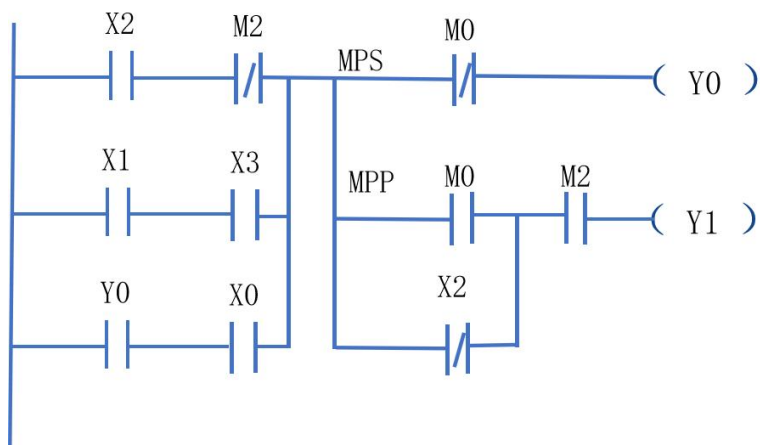 X2 M2 M0
MPS
( Y0 )
X1 X3
MPP M0 M2
( Y1 )
Y0 X0 X2